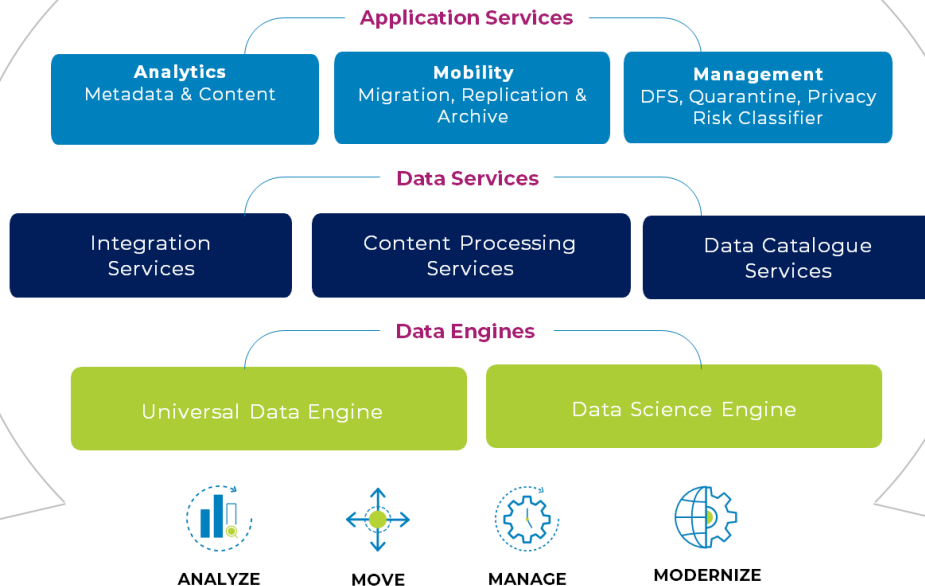 Application Services
Analytics
Metadata & Content
Mobility
Migration, Replication &
Archive
Management
DFS, Quarantine, Privacy
Risk Classifier
Data Services
Integration
Services
Content Processing
Services
Data Catalogue
Services
Data Engines
Universal Data Engine
Data Science Engine
ANALYZE
MOVE
MANAGE
MODERNIZE